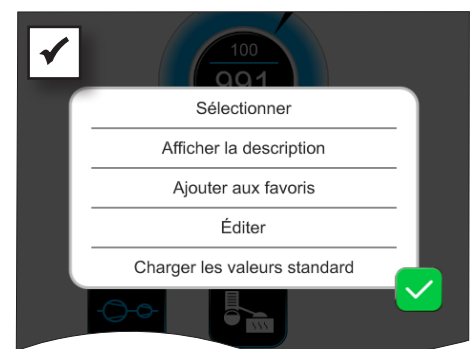 100
991
Sélectionner
Afficher la description
Ajouter aux favoris
Éditer
Charger les valeurs standard